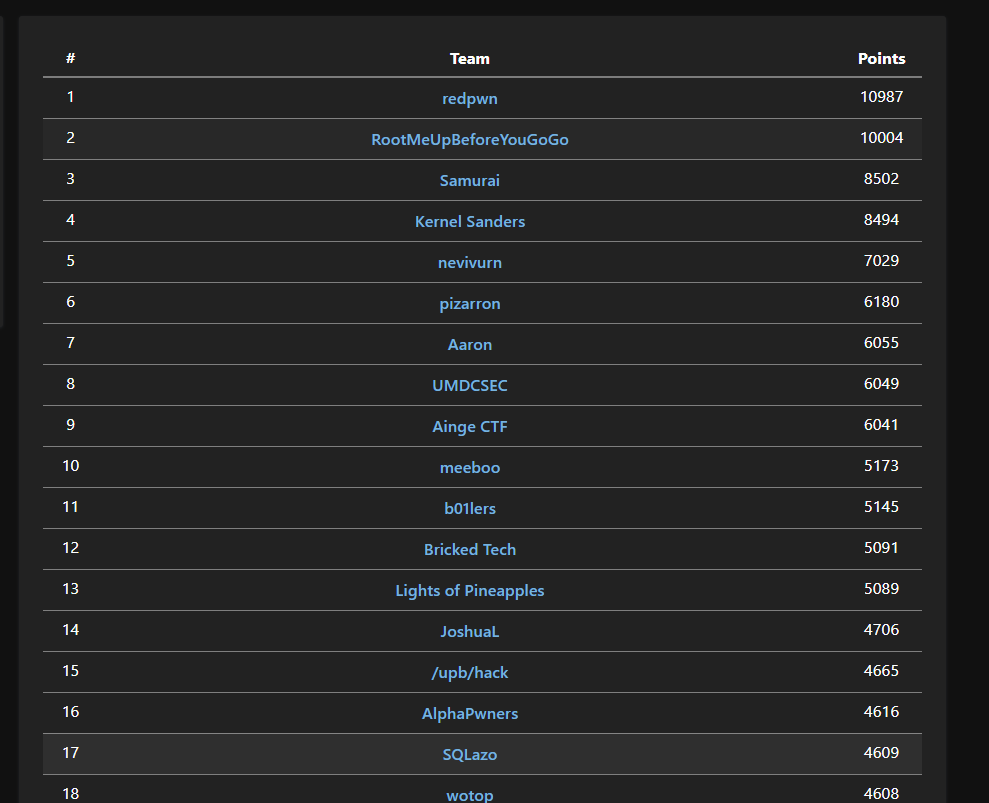 # Team Points
1 redpwn 10987
2 RootMeUpBeforeYouGoGo 10004
3 Samurai 8502
4 Kernel Sanders 8494
5 nevivurn 7029
6 pizarron 6180
7 Aaron 6055
8 UMDCSEC 6049
9 Ainge CTF 6041
10 meeboo 5173
11 b01lers 5145
12 Bricked Tech 5091
13 Lights of Pineapples 5089
14 JoshuaL 4706
15 /upb/hack 4665
16 AlphaPwners 4616
17 SQLazo 4609
18 wotop 4608